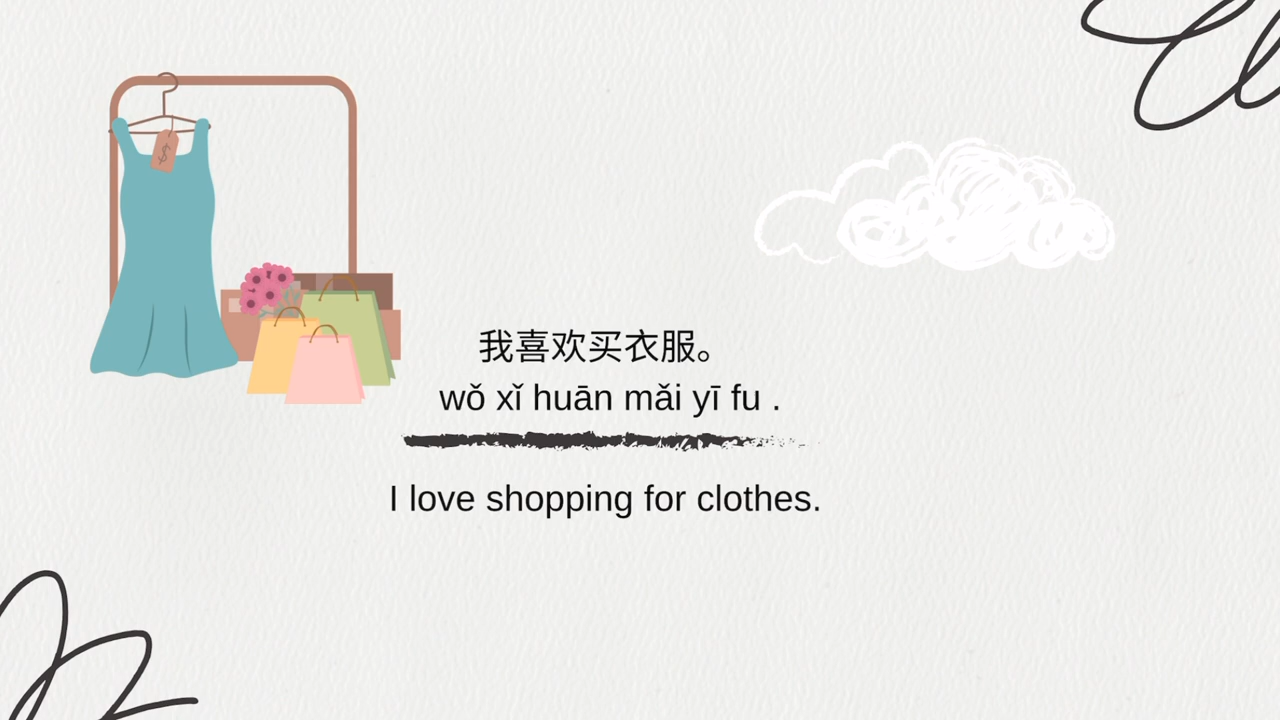 $
我喜欢买衣服。
wǒ xǐ huān mǎi yī fu .
I love shopping for clothes.